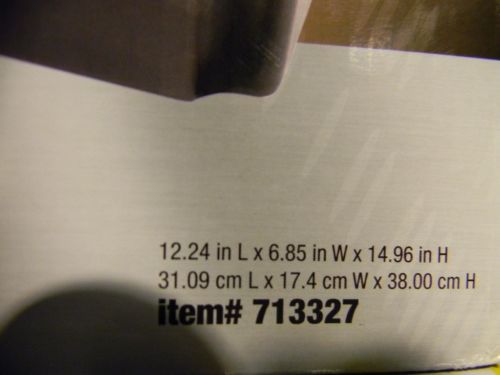 12.24 in L x 6.85 in W x 14.96 in H
31.09 cm L x 17.4 cm W x 38.00 cm H
item# 713327